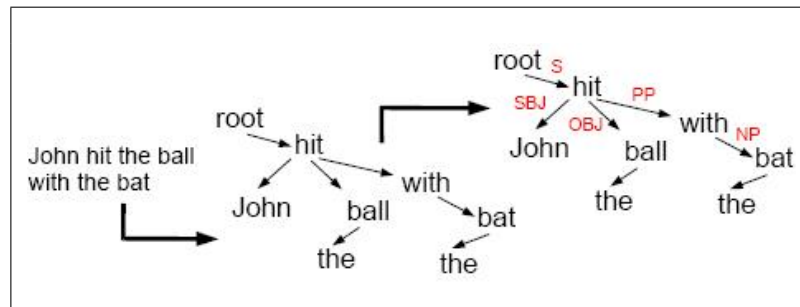 John hit the ball
with the bat
root
hit
John
ball
with
the
bat
the
root
S
hit
SBJ
OBJ
PP
John
ball
with
NP
bat
the
the